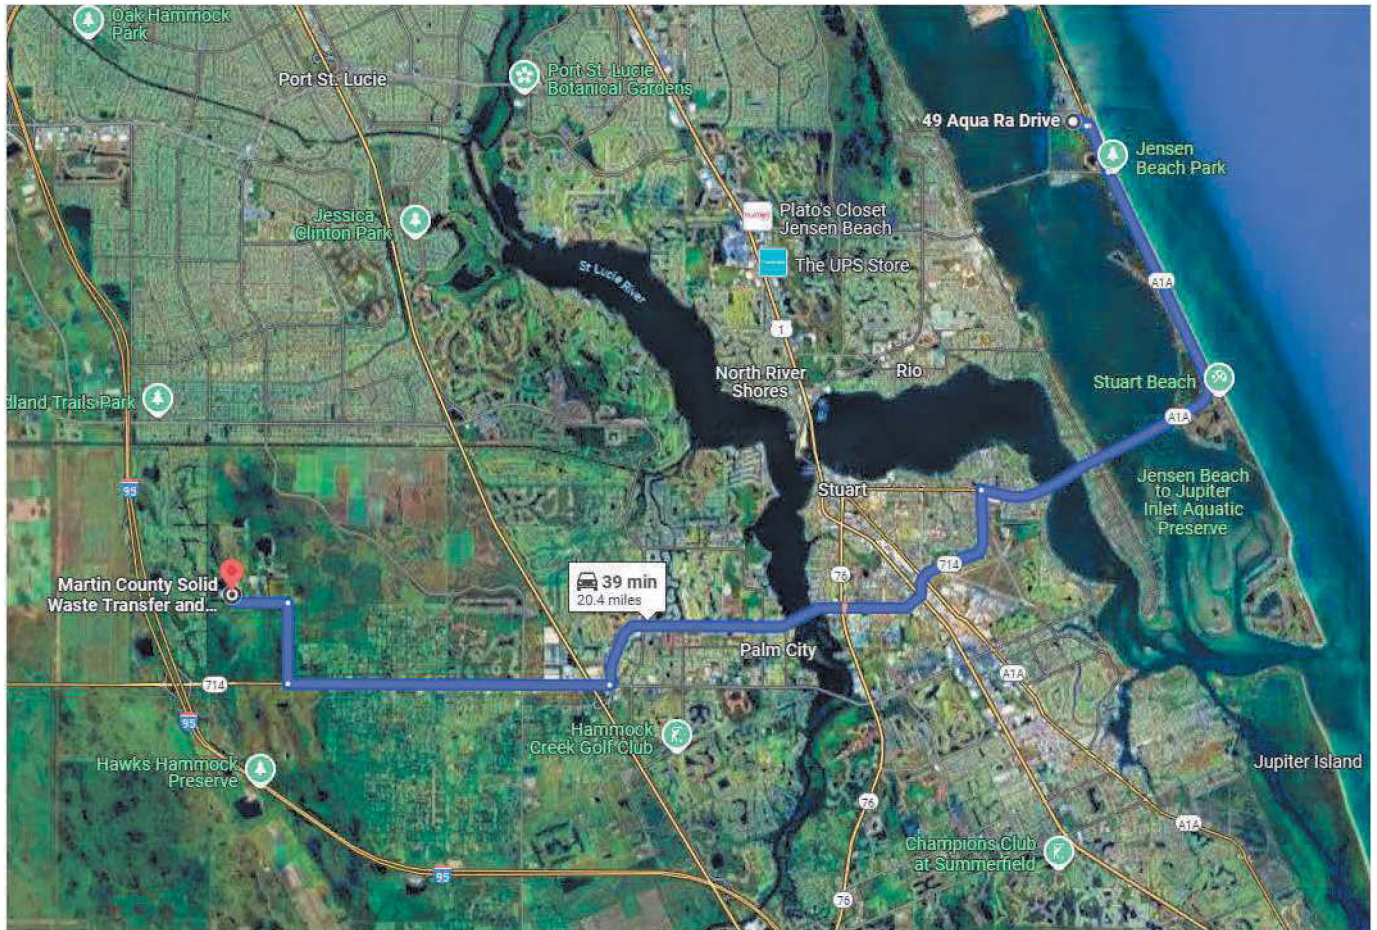 Oak Hammock
Park
Port St. Lucie
Port St. Lucie
Botanical Gardens
49 Aqua Ra Drive
Jensen
Beach Park
Jessica
Clinton Park
Plato's Closet
Jensen Beach
The UPS Store
St Lucie River
A1A
1
North River
Shores
Rio
Stuart Beach
dland Trails Park
A1A
95
Stuart
Jensen Beach
to Jupiter
Inlet Aquatic
Preserve
714
76
39 min
20.4 miles
Martin County Solid
Waste Transfer and...
Palm City
714
A1A
95
Hammock
Creek Golf Club
Hawks Hammock
Preserve
Jupiter Island
76
A1A
Champions Club
at Summerfield
95
76